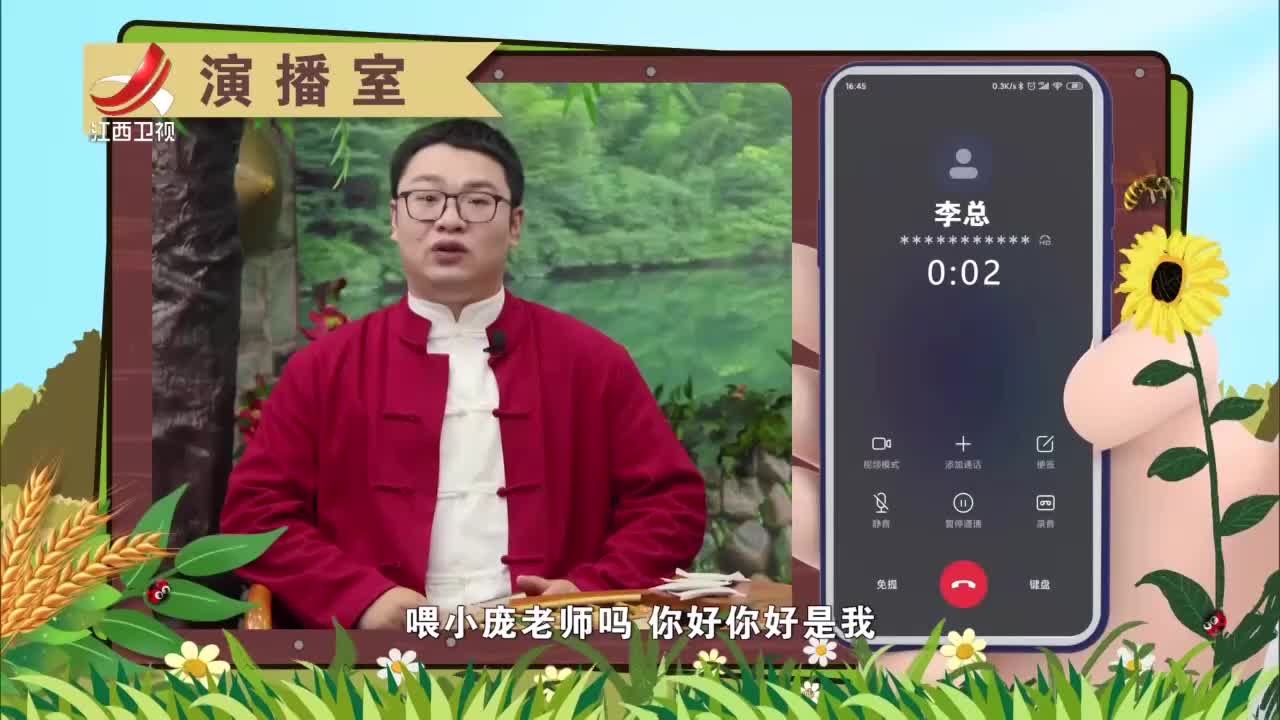 演播室
江西卫视
16:45
0.3K/s
李总
***********
HD
0:02
视频模式
添加通话
便签
静音
暂停通话
录音
免提
键盘
喂小庞老师吗 你好你好是我